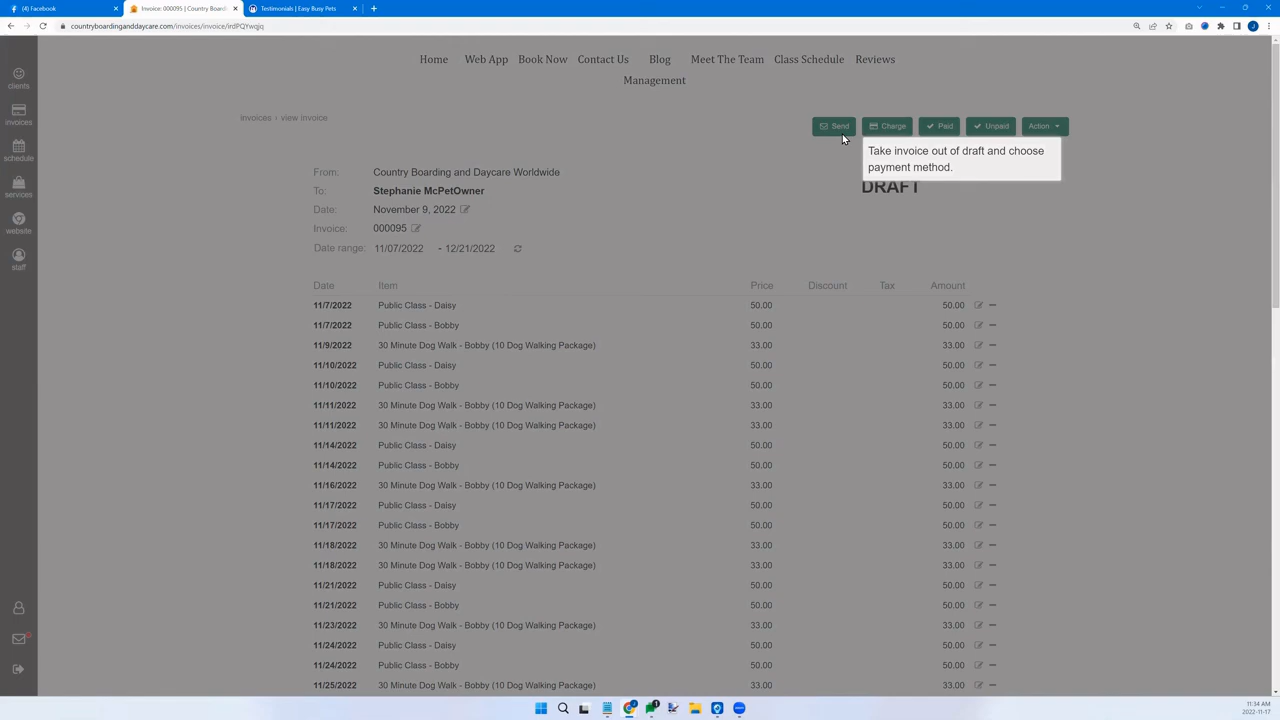 (4) Facebook
Invoice: 000095 | Country Board
Testimonials | Easy Busy Pets
countryboardinganddaycare.com/invoices/invoice/irdPQYwqjq
Home Web App Book Now Contact Us Blog Meet The Team Class Schedule Reviews
Management
clients
invoices
schedule
services
website
staff
Invoices › view invoice
Send Charge Paid Unpaid Action
Take invoice out of draft and choose
payment method.
DRAFT
From: Country Boarding and Daycare Worldwide
To: Stephanie McPetOwner
Date: November 9, 2022
Invoice: 000095
Date range: 11/07/2022 - 12/21/2022
Date Item Price Discount Tax Amount
11/7/2022 Public Class - Daisy 50.00 50.00
11/7/2022 Public Class - Bobby 50.00 50.00
11/9/2022 30 Minute Dog Walk - Bobby (10 Dog Walking Package) 33.00 33.00
11/10/2022 Public Class - Daisy 50.00 50.00
11/10/2022 Public Class - Bobby 50.00 50.00
11/11/2022 30 Minute Dog Walk - Bobby (10 Dog Walking Package) 33.00 33.00
11/11/2022 30 Minute Dog Walk - Bobby (10 Dog Walking Package) 33.00 33.00
11/14/2022 Public Class - Daisy 50.00 50.00
11/14/2022 Public Class - Bobby 50.00 50.00
11/16/2022 30 Minute Dog Walk - Bobby (10 Dog Walking Package) 33.00 33.00
11/17/2022 Public Class - Daisy 50.00 50.00
11/17/2022 Public Class - Bobby 50.00 50.00
11/18/2022 30 Minute Dog Walk - Bobby (10 Dog Walking Package) 33.00 33.00
11/18/2022 30 Minute Dog Walk - Bobby (10 Dog Walking Package) 33.00 33.00
11/21/2022 Public Class - Daisy 50.00 50.00
11/21/2022 Public Class - Bobby 50.00 50.00
11/23/2022 30 Minute Dog Walk - Bobby (10 Dog Walking Package) 33.00 33.00
11/24/2022 Public Class - Daisy 50.00 50.00
11/24/2022 Public Class - Bobby 50.00 50.00
11/25/2022 30 Minute Dog Walk - Bobby (10 Dog Walking Package) 33.00 33.00
11:34 AM
2022-11-17